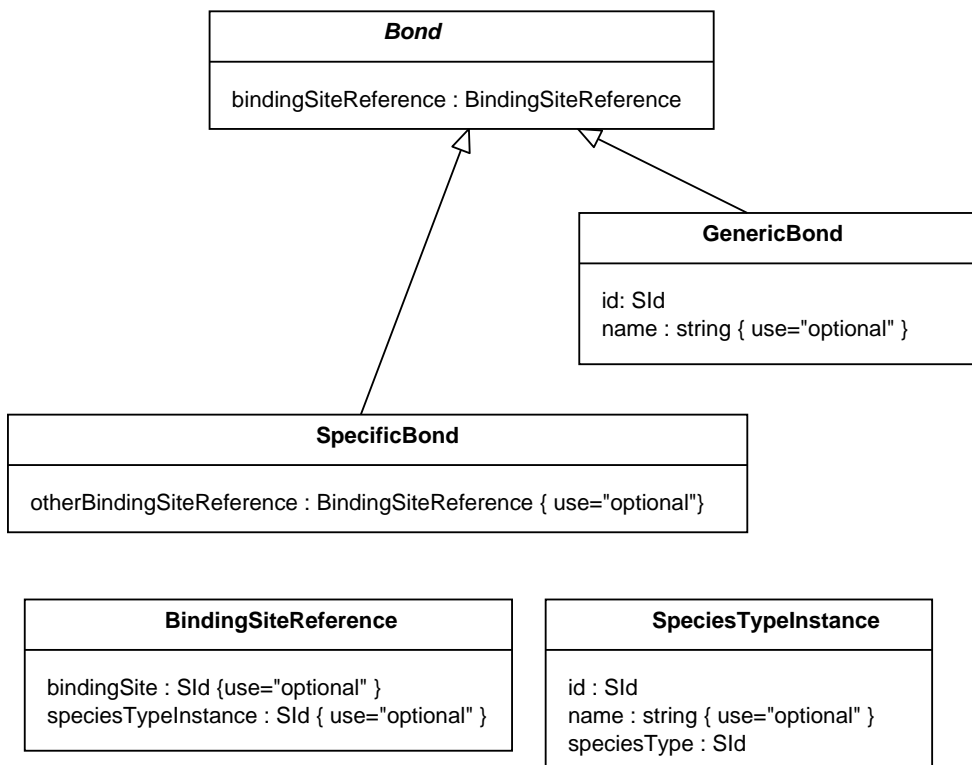 Bond
bindingSiteReference : BindingSiteReference
GenericBond
id: SId
name : string { use="optional" }
SpecificBond
otherBindingSiteReference : BindingSiteReference { use="optional"}
BindingSiteReference
bindingSite : SId {use="optional" }
speciesTypeInstance : SId { use="optional" }
SpeciesTypeInstance
id : SId
name : string { use="optional" }
speciesType : SId